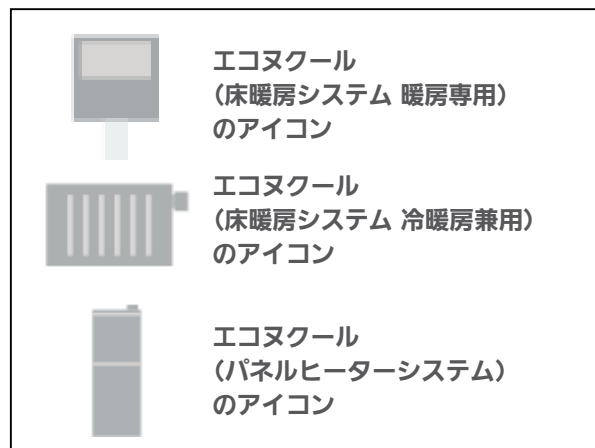 エコヌクール
(床暖房システム 暖房専用)
のアイコン
エコヌクール
(床暖房システム 冷暖房兼用)
のアイコン
エコヌクール
(パネルヒーターシステム)
のアイコン